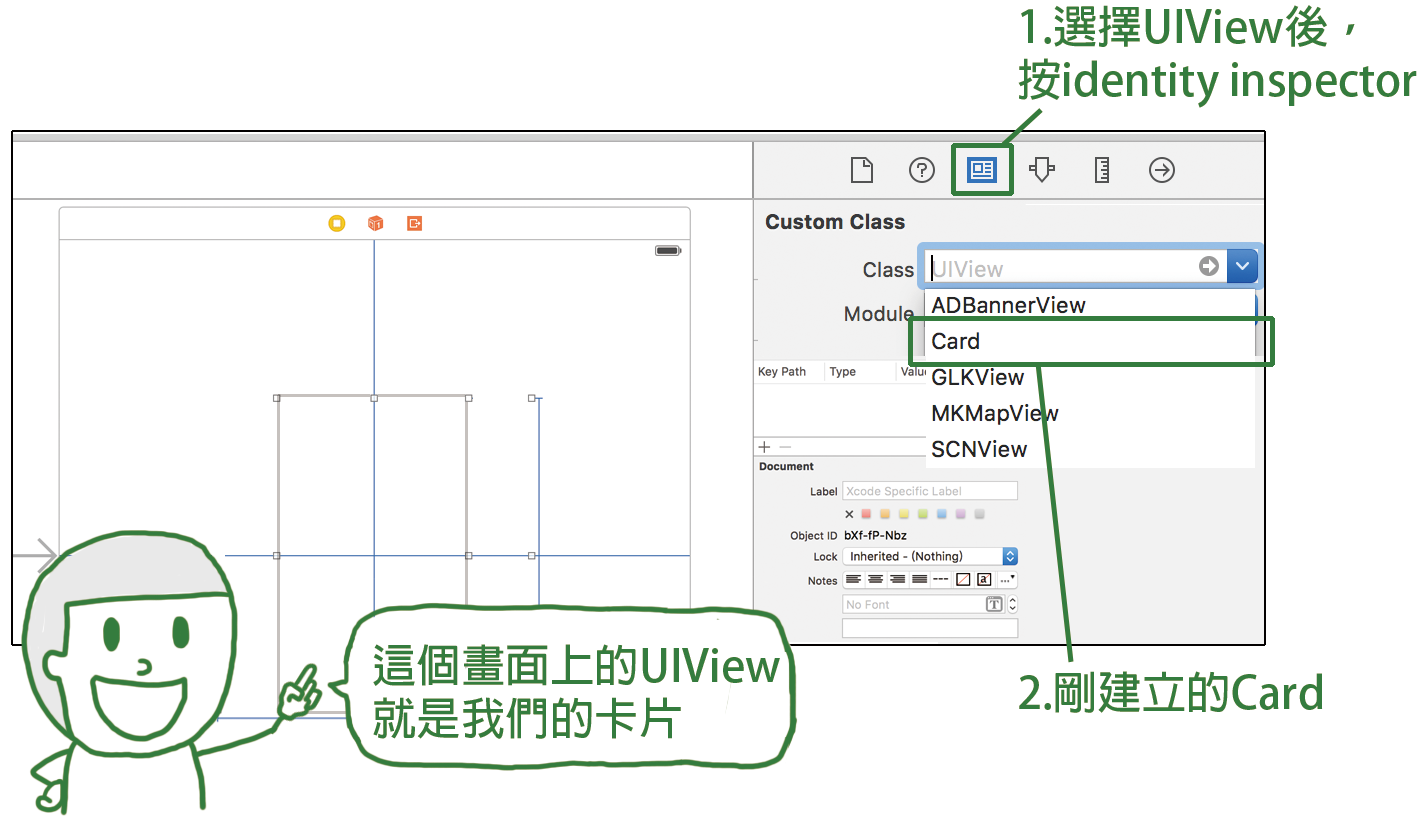 1.選擇UIView後，
按identity inspector
Custom Class
Class UIView
Module
ADBannerView
Card
GLKView
MKMapView
SCNView
Key Path Type Valu
Document
Label Xcode Specific Label
Object ID bXf-fP-Nbz
Lock Inherited - (Nothing)
Notes
No Font
這個畫面上的UIView
就是我們的卡片
2.剛建立的Card